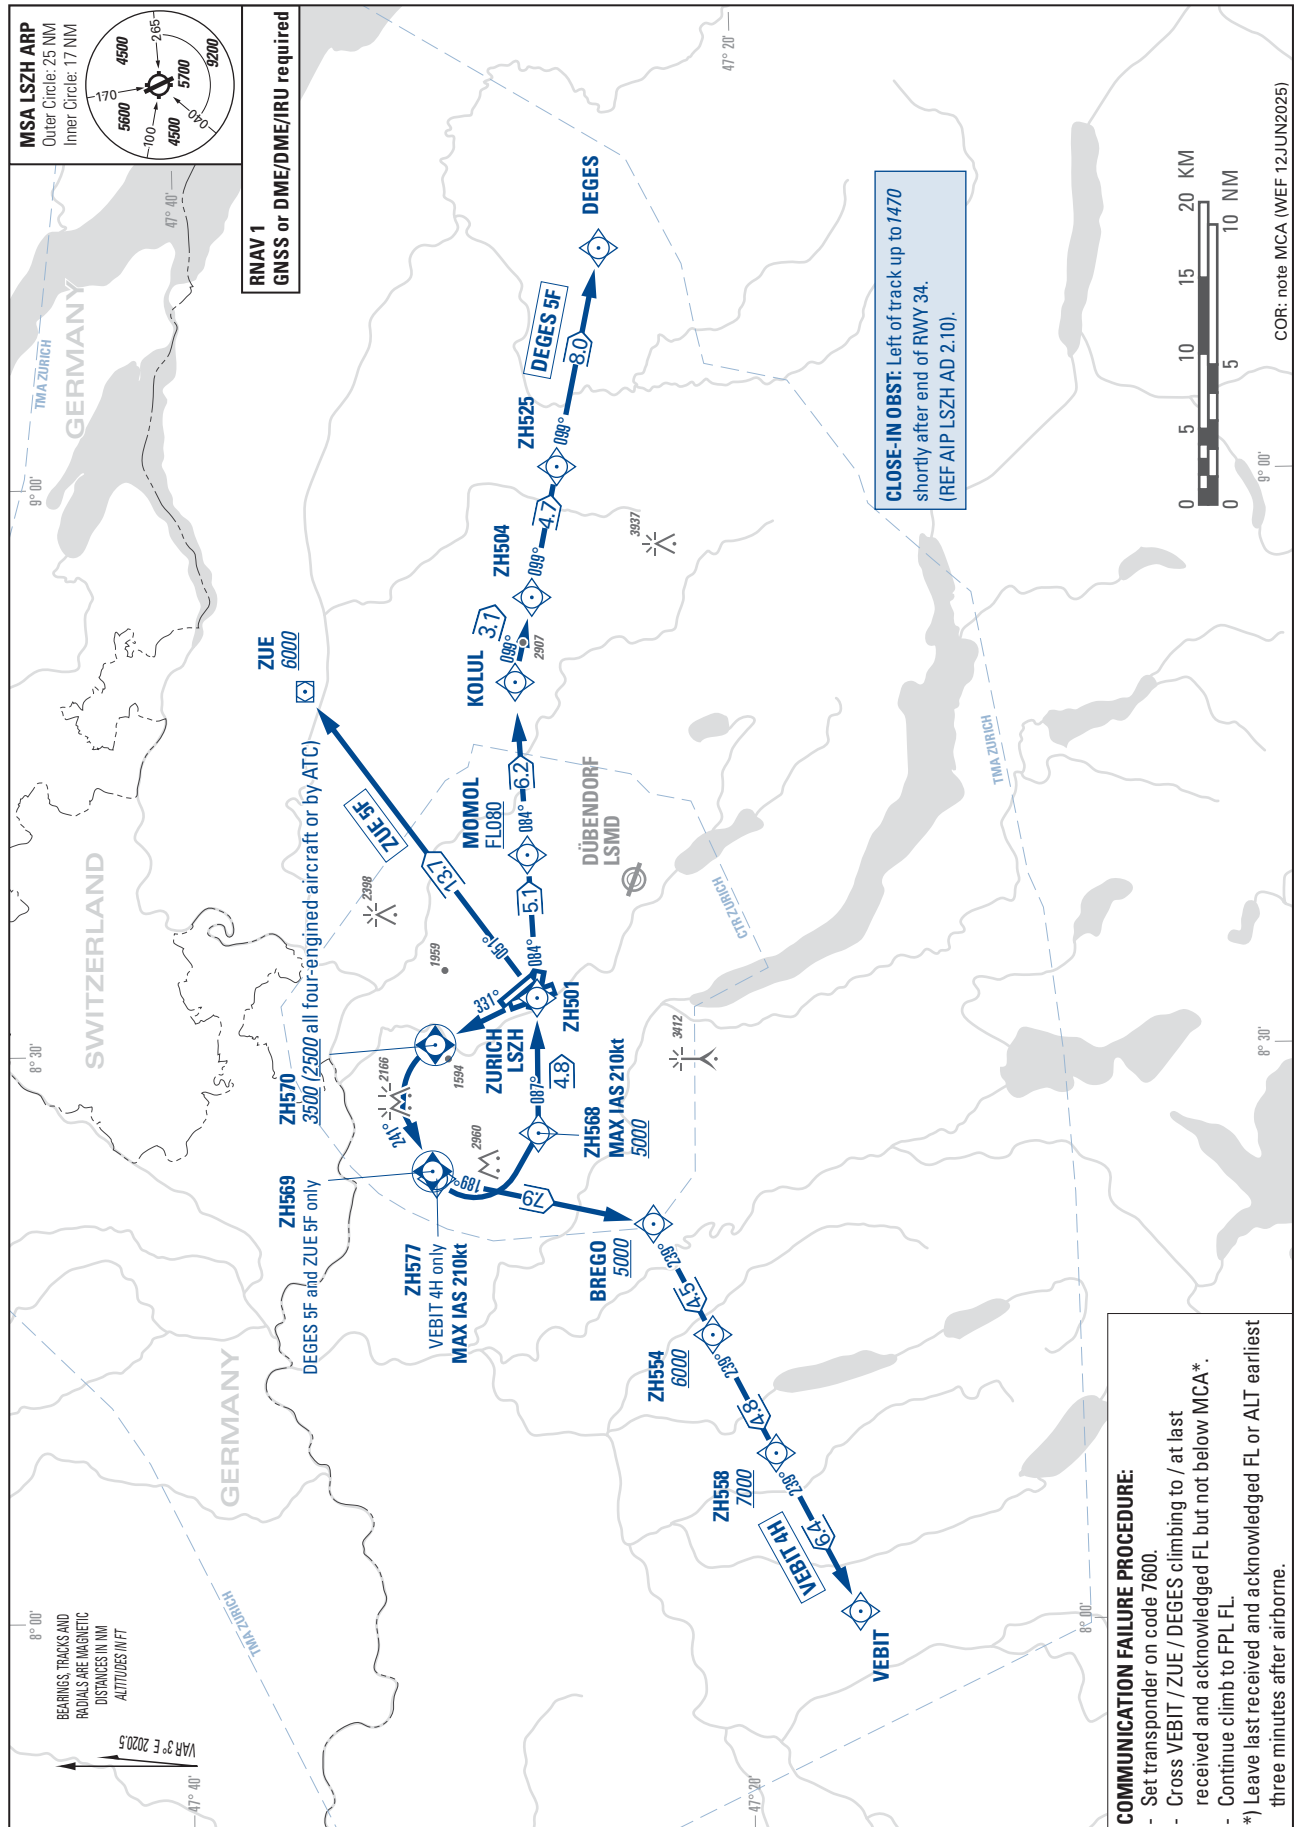 BEARINGS, TRACKS AND
RADIALS ARE MAGNETIC
DISTANCES IN NM
ALTITUDES IN FT
VAR 3° E 2020.5
8° 00'
8° 30'
9° 00'
47° 40'
47° 40'
47° 20'
47° 20'
8° 00'
8° 30'
9° 00'
TMA ZURICH
TMA ZURICH
TMA ZURICH
CTR ZURICH
GERMANY
SWITZERLAND
GERMANY
MSA LSZH ARP
Outer Circle: 25 NM
Inner Circle: 17 NM
170
265
100
040
5600
4500
4500
5700
9200
RNAV 1
GNSS or DME/DME/IRU required
ZH569
DEGES 5F and ZUE 5F only
ZH570
3500 (2500 all four-engined aircraft or by ATC)
ZUE
6000
ZH577
VEBIT 4H only
MAX IAS 210kt
241°
2166
2960
189°
7.9
1594
331°
1959
2398
051°
13.7
ZUE 5F
ZURICH
LSZH
ZH501
ZH568
MAX IAS 210kt
5000
087°
4.8
084°
5.1
MOMOL
FL080
084°
6.2
KOLUL
099°
3.1
2907
ZH504
099°
4.7
ZH525
099°
8.0
DEGES 5F
DEGES
3937
3412
DÜBENDORF
LSMD
BREGO
5000
239°
4.5
ZH554
6000
239°
4.8
ZH558
7000
239°
6.4
VEBIT 4H
VEBIT
CLOSE-IN OBST: Left of track up to 1470
shortly after end of RWY 34.
(REF AIP LSZH AD 2.10).
COMMUNICATION FAILURE PROCEDURE:
- Set transponder on code 7600.
- Cross VEBIT / ZUE / DEGES climbing to / at last
received and acknowledged FL but not below MCA*.
- Continue climb to FPL FL.
*) Leave last received and acknowledged FL or ALT earliest
three minutes after airborne.
0 5 10 15 20 KM
0 5 10 NM
COR: note MCA (WEF 12JUN2025)